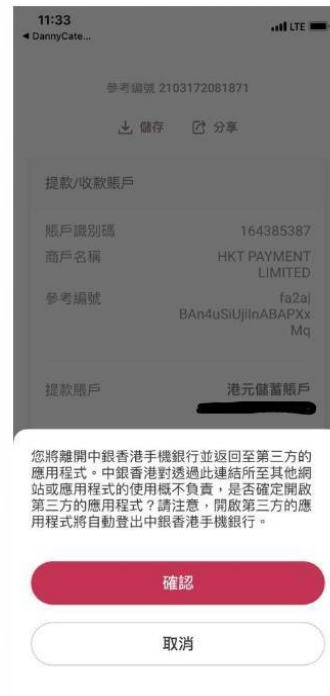 11:33
LTE
◀ DannyCate...
參考編號 2103172081871
儲存 分享
提款/收款賬戶
賬戶識別碼 164385387
商戶名稱 HKT PAYMENT
LIMITED
參考編號 fa2a|
BAn4uSiUjiInABAPXx
Mq
提款賬戶 港元儲蓄賬戶
您將離開中銀香港手機銀行並返回至第三方的
應用程式。中銀香港對透過此連結所至其他網
站或應用程式的使用概不負責，是否確定開啟
第三方的應用程式？請注意，開啟第三方的應
用程式將自動登出中銀香港手機銀行。
確認
取消